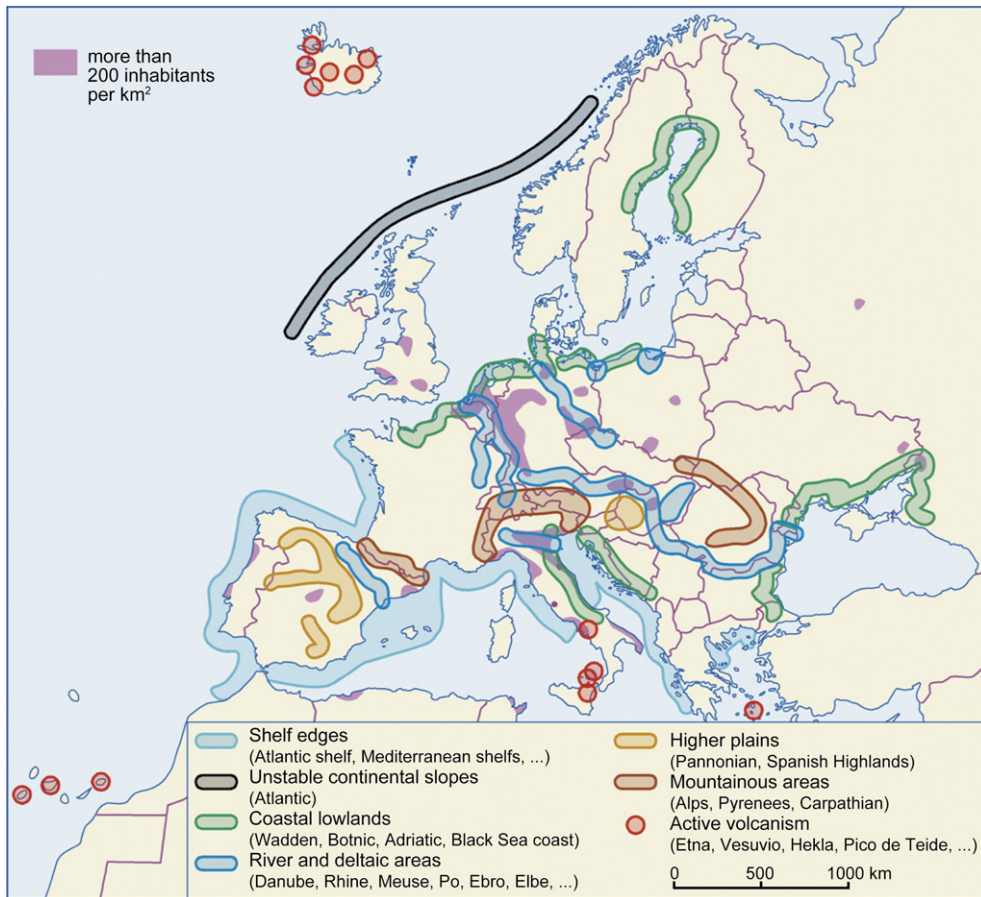 more than
200 inhabitants
per km²
Shelf edges
(Atlantic shelf, Mediterranean shelfs, ...)
Unstable continental slopes
(Atlantic)
Coastal lowlands
(Wadden, Botnic, Adriatic, Black Sea coast)
River and deltaic areas
(Danube, Rhine, Meuse, Po, Ebro, Elbe, ...)
Higher plains
(Pannonian, Spanish Highlands)
Mountainous areas
(Alps, Pyrenees, Carpathian)
Active volcanism
(Etna, Vesuvio, Hekla, Pico de Teide, ...)
0 500 1000 km